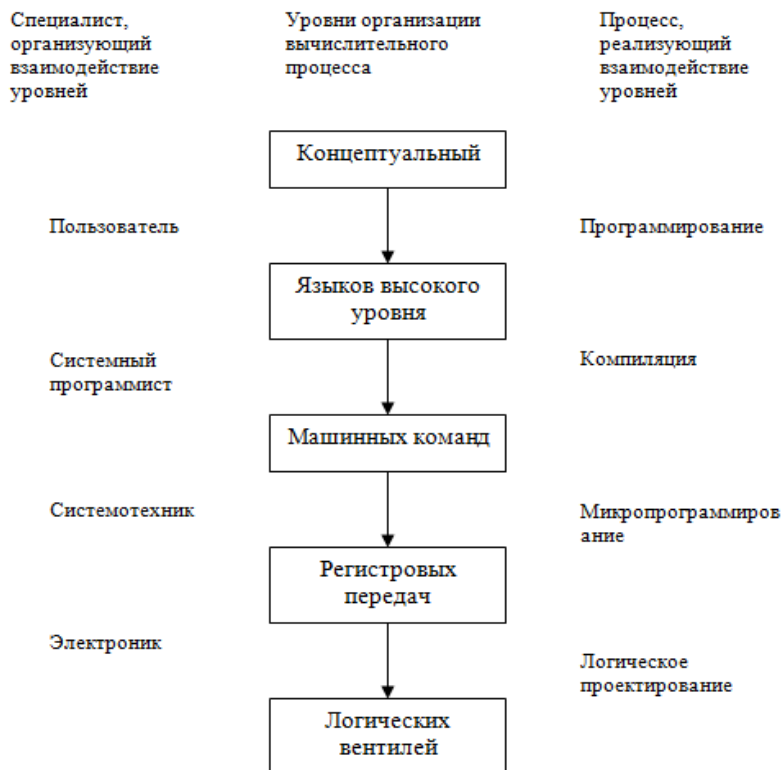 Специалист,
организующий
взаимодействие
уровней
Уровни организации
вычислительного
процесса
Процесс,
реализующий
взаимодействие
уровней
Концептуальный
Пользователь
Программирование
Языков высокого
уровня
Системный
программист
Компиляция
Машинных команд
Системотехник
Микропрограммиров
ание
Регистровых
передач
Электроник
Логическое
проектирование
Логических
вентилей